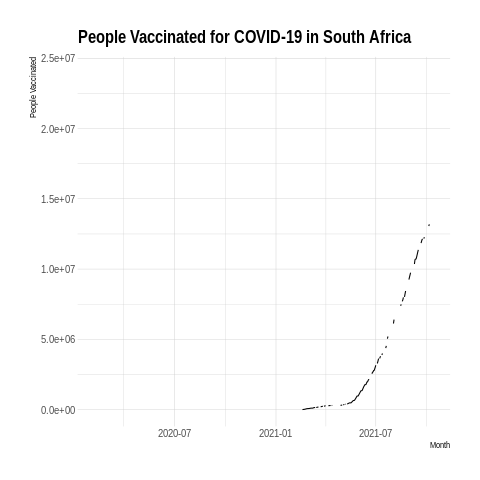 People Vaccinated for COVID-19 in South Africa
People Vaccinated
2.5e+07
2.0e+07
1.5e+07
1.0e+07
5.0e+06
0.0e+00
2020-07
2021-01
2021-07
Month